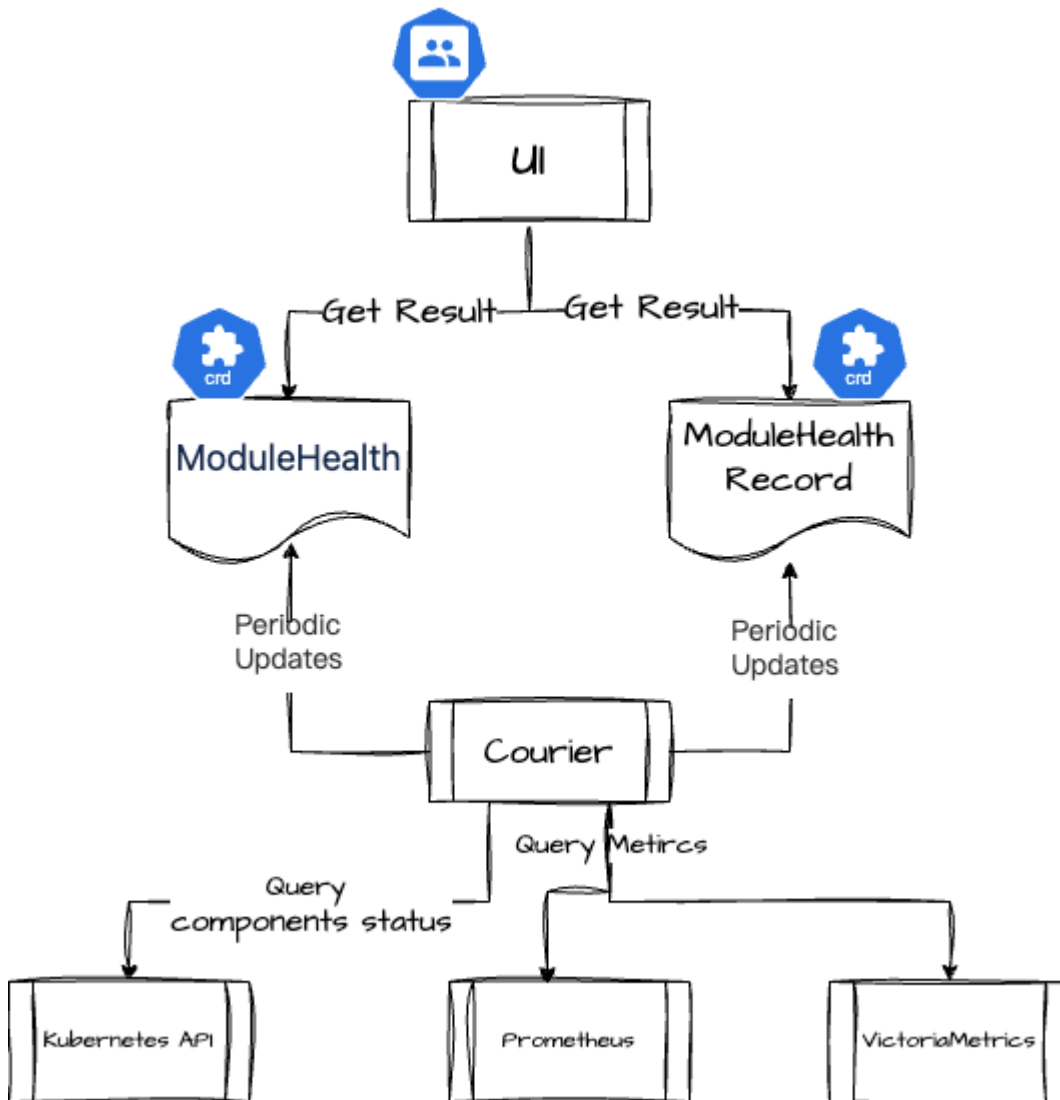 UI
Get Result
Get Result
crd
crd
ModuleHealth
ModuleHealth
Record
Periodic
Updates
Periodic
Updates
Courier
Query Metircs
Query
components status
Kubernetes API
Prometheus
VictoriaMetrics